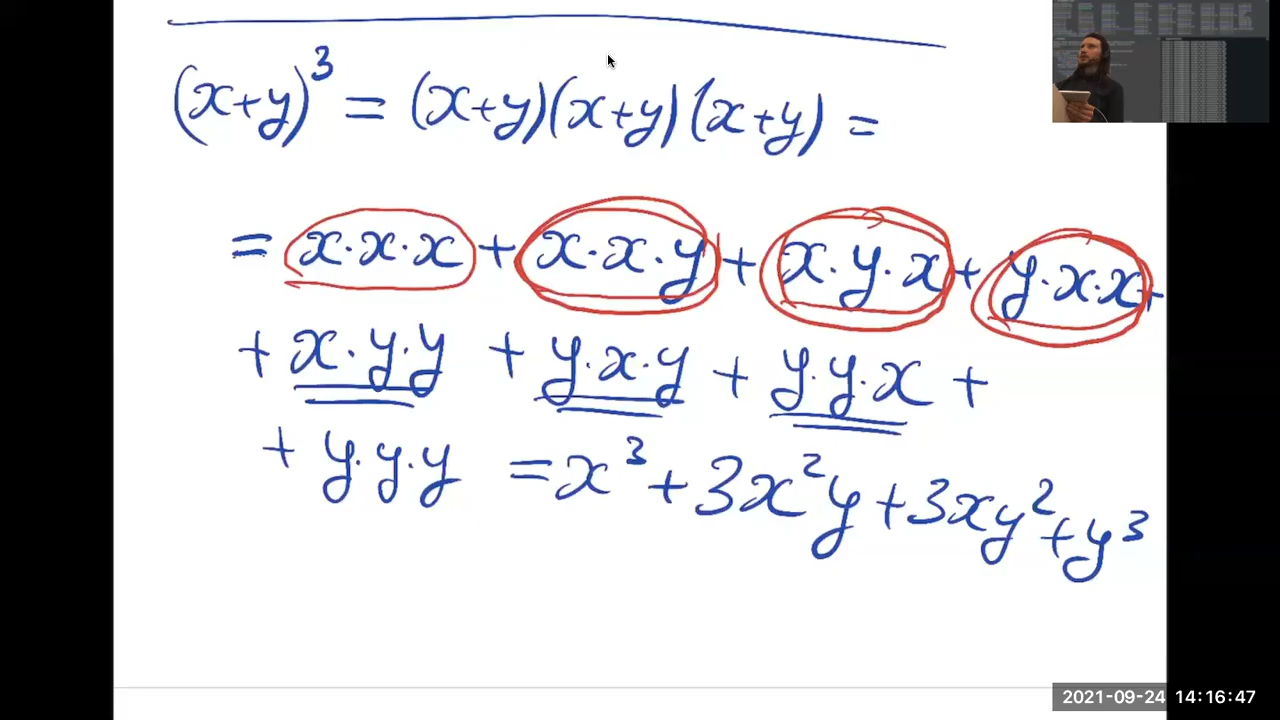 (x+y)³ = (x+y)(x+y)(x+y) =
= x·x·x + x·x·y + x·y·x + y·x·x +
+ x·y·y + y·x·y + y·y·x +
+ y·y·y = x³ + 3x²y + 3xy² + y³
2021-09-24 14:16:47